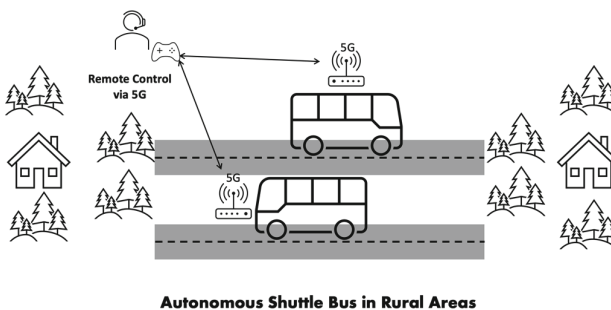 5G
Remote Control
via 5G
5G
Autonomous Shuttle Bus in Rural Areas